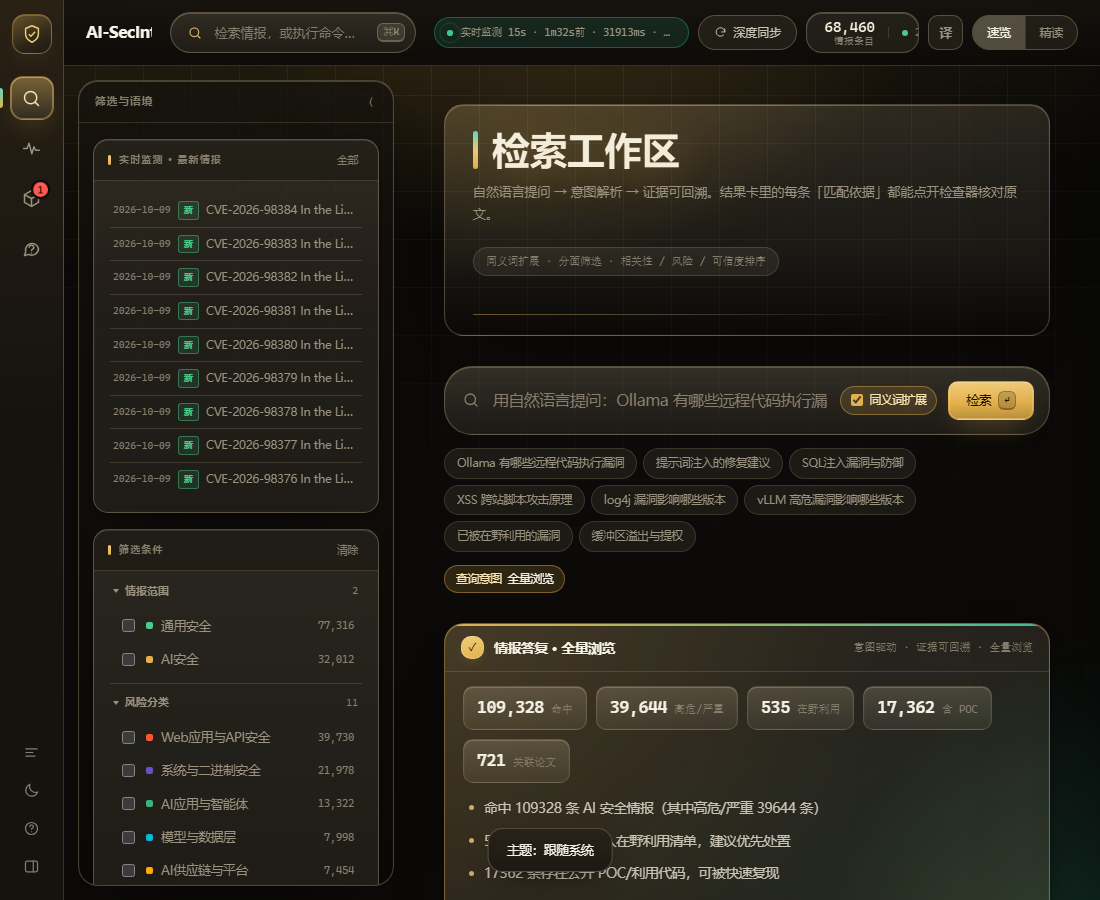 AI-SecInt
检索情报，或执行命令… ⌘K
实时监测 15s · 1m32s前 · 31913ms · …
深度同步
68,460
情报条目
译
速览 精读
筛选与语境
实时监测 • 最新情报 全部
2026-10-09 新 CVE-2026-98384 In the Li...
2026-10-09 新 CVE-2026-98383 In the Li...
2026-10-09 新 CVE-2026-98382 In the Li...
2026-10-09 新 CVE-2026-98381 In the Li...
2026-10-09 新 CVE-2026-98380 In the Li...
2026-10-09 新 CVE-2026-98379 In the Li...
2026-10-09 新 CVE-2026-98378 In the Li...
2026-10-09 新 CVE-2026-98377 In the Li...
2026-10-09 新 CVE-2026-98376 In the Li...
筛选条件 清除
情报范围 2
通用安全 77,316
AI安全 32,012
风险分类 11
Web应用与API安全 39,730
系统与二进制安全 21,978
AI应用与智能体 13,322
模型与数据层 7,998
AI供应链与平台 7,454
1
检索工作区
自然语言提问 → 意图解析 → 证据可回溯。结果卡里的每条「匹配依据」都能点开检查器核对原
文。
同义词扩展 · 分面筛选 · 相关性 / 风险 / 可信度排序
用自然语言提问：Ollama 有哪些远程代码执行漏
同义词扩展
检索
Ollama 有哪些远程代码执行漏洞 提示词注入的修复建议 SQL注入漏洞与防御
XSS 跨站脚本攻击原理 log4j 漏洞影响哪些版本 vLLM 高危漏洞影响哪些版本
已被在野利用的漏洞 缓冲区溢出与提权
查询意图 全量浏览
情报答复 • 全量浏览 意图驱动 · 证据可回溯 · 全量浏览
109,328 命中 39,644 高危/严重 535 在野利用 17,362 含 POC
721 关联论文
命中 109328 条 AI 安全情报（其中高危/严重 39644 条）
入在野利用清单，建议优先处置
17362 条存在公开 POC/利用代码，可被快速复现
主题：跟随系统